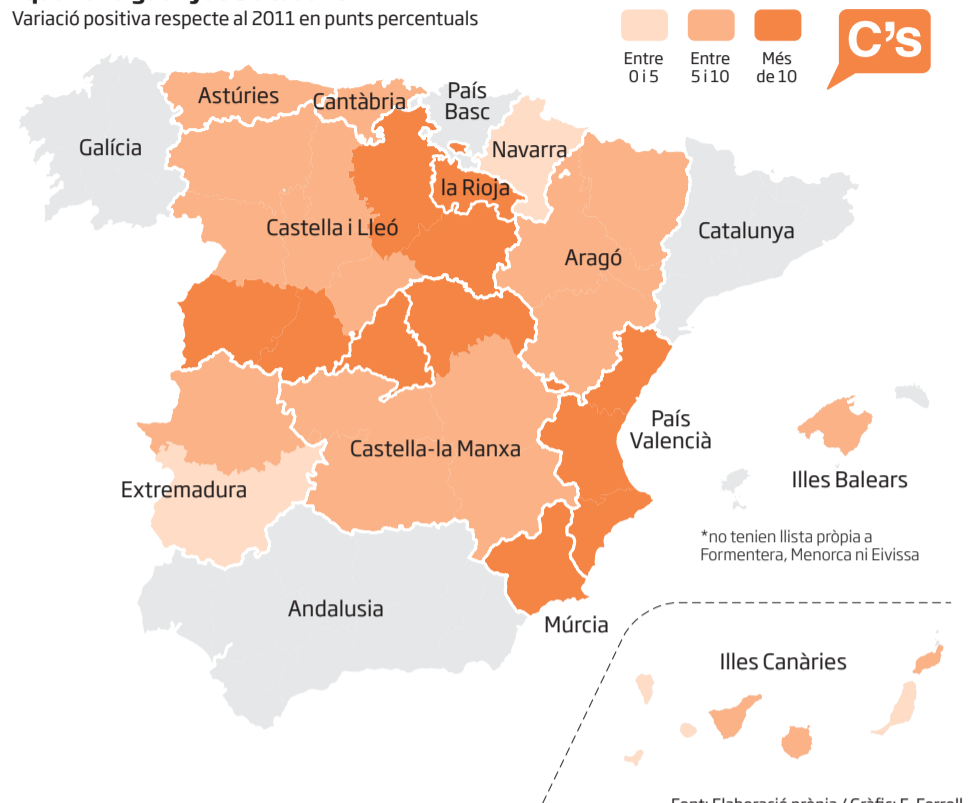 Variació positiva respecte al 2011 en punts percentuals
Entre
0 i 5
Entre
5 i 10
Més
de 10
C's
Astúries
Cantàbria
País
Basc
Galícia
Navarra
la Rioja
Castella i Lleó
Catalunya
Aragó
País
Valencià
Castella-la Manxa
Illes Balears
Extremadura
*no tenien llista pròpia a
Formentera, Menorca ni Eivissa
Andalusia
Múrcia
Illes Canàries